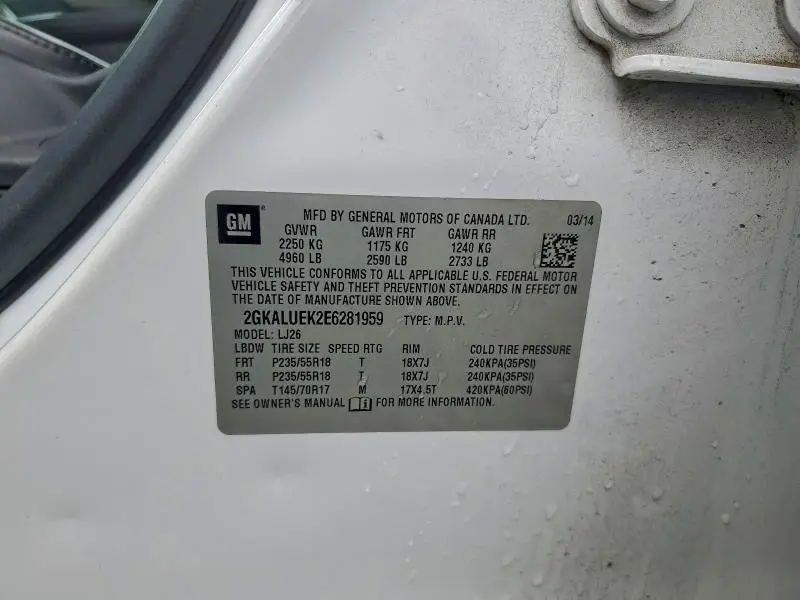 GM MFD BY GENERAL MOTORS OF CANADA LTD. 03/14
GVWR GAWR FRT GAWR RR
2250 KG 1175 KG 1240 KG
4960 LB 2590 LB 2733 LB
THIS VEHICLE CONFORMS TO ALL APPLICABLE U.S. FEDERAL MOTOR
VEHICLE SAFETY AND THEFT PREVENTION STANDARDS IN EFFECT ON
THE DATE OF MANUFACTURE SHOWN ABOVE.
2GKALUEK2E6281959 TYPE: M.P.V.
MODEL: LJ26
LBDW TIRE SIZE SPEED RTG RIM COLD TIRE PRESSURE
FRT P235/55R18 T 18X7J 240KPA(35PSI)
RR P235/55R18 T 18X7J 240KPA(35PSI)
SPA T145/70R17 M 17X4.5T 420KPA(60PSI)
SEE OWNER'S MANUAL FOR MORE INFORMATION.